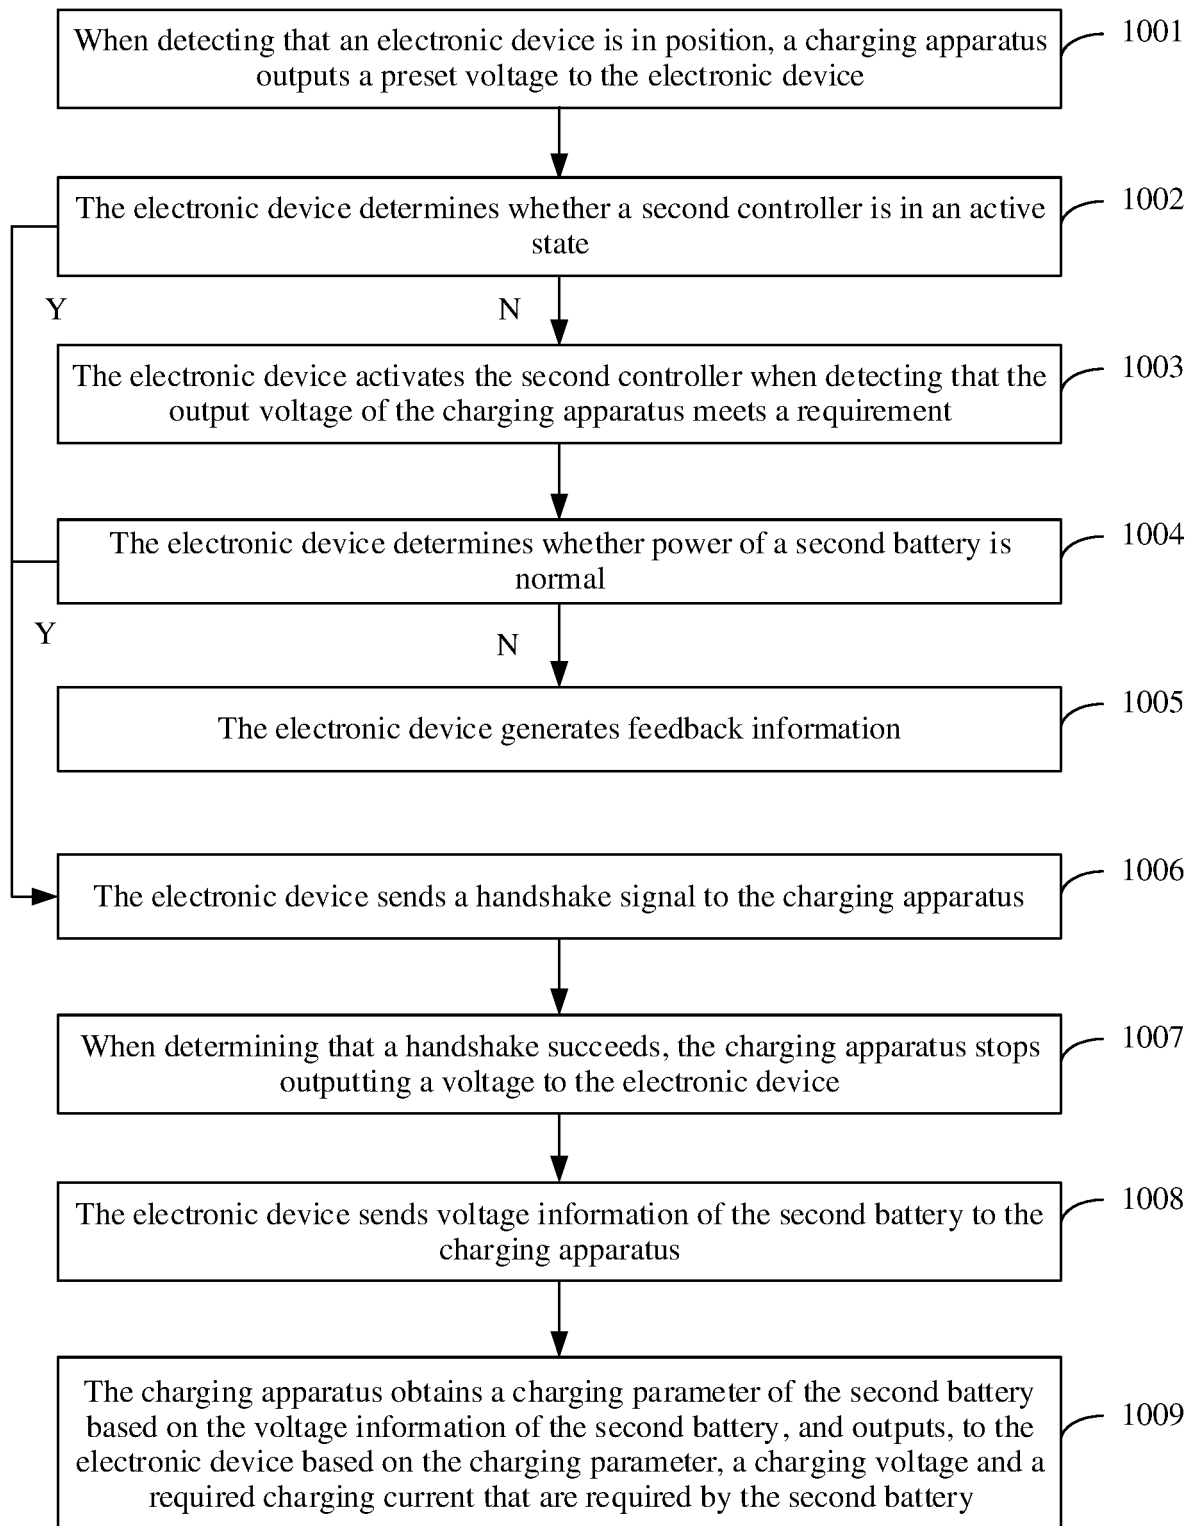 When detecting that an electronic device is in position, a charging apparatus
outputs a preset voltage to the electronic device
1001
The electronic device determines whether a second controller is in an active
state
1002
Y
N
The electronic device activates the second controller when detecting that the
output voltage of the charging apparatus meets a requirement
1003
The electronic device determines whether power of a second battery is
normal
1004
Y
N
The electronic device generates feedback information
1005
The electronic device sends a handshake signal to the charging apparatus
1006
When determining that a handshake succeeds, the charging apparatus stops
outputting a voltage to the electronic device
1007
The electronic device sends voltage information of the second battery to the
charging apparatus
1008
The charging apparatus obtains a charging parameter of the second battery
based on the voltage information of the second battery, and outputs, to the
electronic device based on the charging parameter, a charging voltage and a
required charging current that are required by the second battery
1009